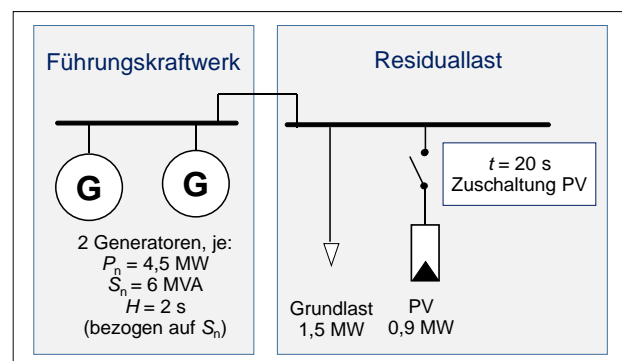 Führungskraftwerk
Residuallast
G
G
t = 20 s
Zuschaltung PV
2 Generatoren, je:
Pn = 4,5 MW
Sn = 6 MVA
H = 2 s
(bezogen auf Sn)
Grundlast
1,5 MW
PV
0,9 MW